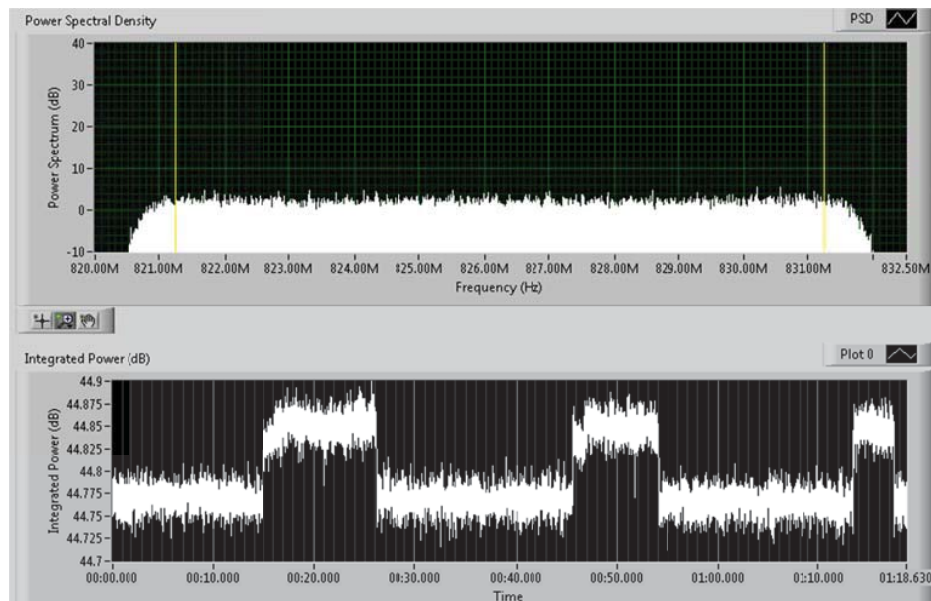 Power Spectral Density
PSD
Power Spectrum (dB)
40
30
20
10
0
-10
820.00M 821.00M 822.00M 823.00M 824.00M 825.00M 826.00M 827.00M 828.00M 829.00M 830.00M 831.00M 832.50M
Frequency (Hz)
Integrated Power (dB)
Plot 0
Integrated Power (dB)
44.9
44.875
44.85
44.825
44.8
44.775
44.75
44.725
44.7
00:00.000 00:10.000 00:20.000 00:30.000 00:40.000 00:50.000 01:00.000 01:10.000 01:18.630
Time